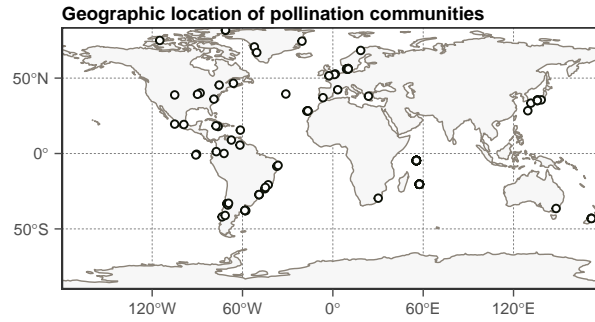 Geographic location of pollination communities
50°N
0°
50°S
120°W
60°W
0°
60°E
120°E